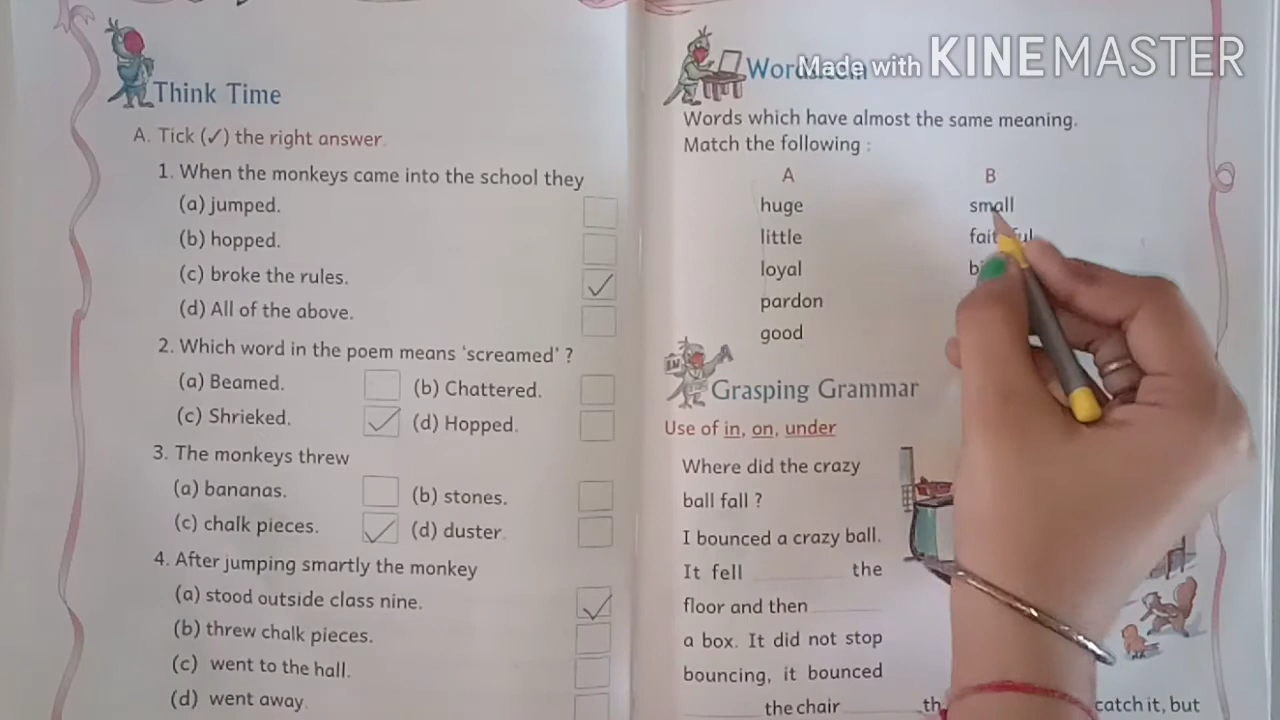 Made with KINEMASTER
Think Time
A. Tick (✓) the right answer.
1. When the monkeys came into the school they
(a) jumped.
(b) hopped.
(c) broke the rules.
(d) All of the above.
2. Which word in the poem means ‘screamed’ ?
(a) Beamed. (b) Chattered.
(c) Shrieked. (d) Hopped.
3. The monkeys threw
(a) bananas. (b) stones.
(c) chalk pieces. (d) duster.
4. After jumping smartly the monkey
(a) stood outside class nine.
(b) threw chalk pieces.
(c) went to the hall.
(d) went away.
Words which have almost the same meaning.
Match the following :
A B
huge small
little
loyal
pardon
good
Grasping Grammar
Use of in, on, under
Where did the crazy
ball fall ?
I bounced a crazy ball.
It fell ______ the
floor and then ______
a box. It did not stop
bouncing, it bounced
______ the chair ______ catch it, but